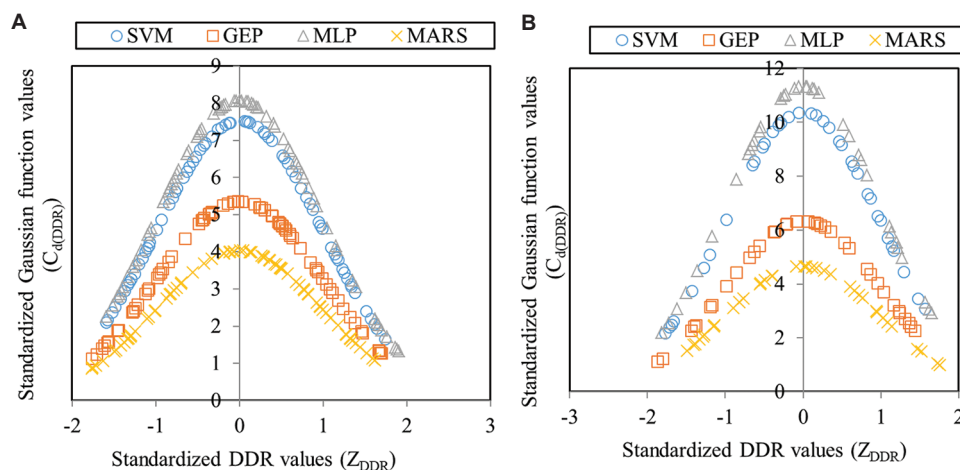 A
SVM GEP MLP MARS
Standardized Gaussian function values
(Cd(DDR))
9
8
7
6
5
4
3
2
1
0
-2 -1 0 1 2 3
Standardized DDR values (ZDDR)
B
SVM GEP MLP MARS
Standardized Gaussian function values
(Cd(DDR))
12
10
8
6
4
2
0
-3 -2 -1 0 1 2
Standardized DDR values (ZDDR)